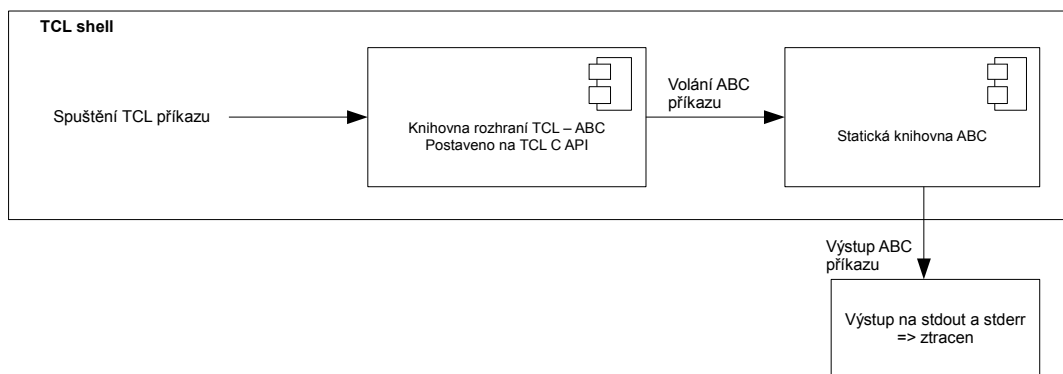 TCL shell
Spuštění TCL příkazu
Knihovna rozhraní TCL – ABC
Postaveno na TCL C API
Volání ABC
příkazu
Statická knihovna ABC
Výstup ABC
příkazu
Výstup na stdout a stderr
=> ztracen